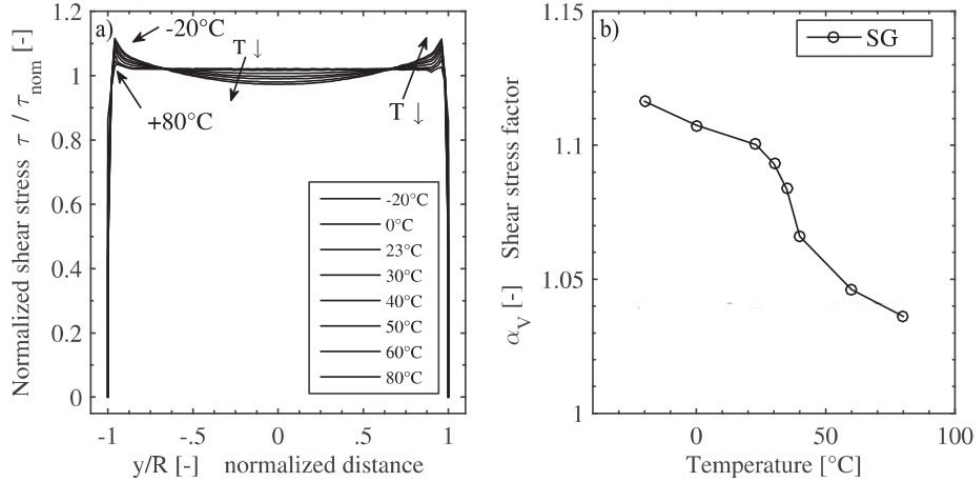 a)
-20°C
T ↓
+80°C
T ↓
Normalized shear stress τ / τnom [-]
1.2
1
0.8
0.6
0.4
0.2
0
-20°C
0°C
23°C
30°C
40°C
50°C
60°C
80°C
-1 -.5 0 .5 1
y/R [-] normalized distance
b)
SG
αV [-] Shear stress factor
1.15
1.1
1.05
1
0 50 100
Temperature [°C]